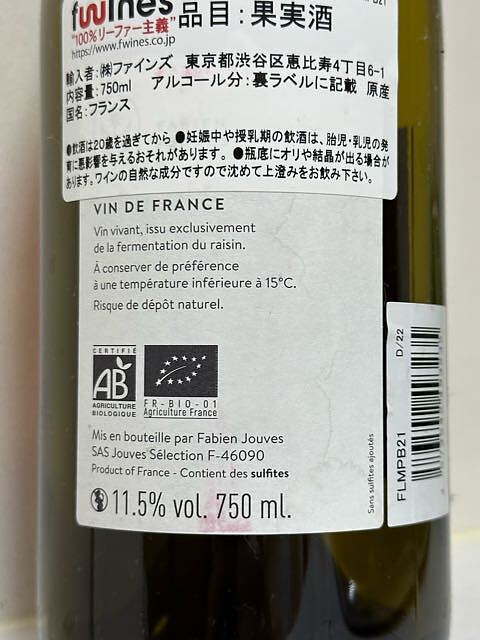 fwines
品目：果実酒
"100%リーファー主義"
https://www.fwines.co.jp
輸入者：㈱ファインズ 東京都渋谷区恵比寿4丁目6-1
内容量：750ml アルコール分：裏ラベルに記載 原産
国名：フランス
●飲酒は20歳を過ぎてから ●妊娠中や授乳期の飲酒は、胎児・乳児の発
育に悪影響を与えるおそれがあります。 ●瓶底にオリや結晶が出る場合が
あります。ワインの自然な成分ですので沈めて上澄みをお飲み下さい。
VIN DE FRANCE
Vin vivant, issu exclusivement
de la fermentation du raisin.
À conserver de préférence
à une température inférieure à 15°C.
Risque de dépôt naturel.
CERTIFIÉ
AB
AGRICULTURE
BIOLOGIQUE
FR-BIO-01
Agriculture France
Mis en bouteille par Fabien Jouves
SAS Jouves Sélection F-46090
Product of France - Contient des sulfites
11.5% vol. 750 ml.
Sans sulfites ajoutés
D/22
FLMPB21